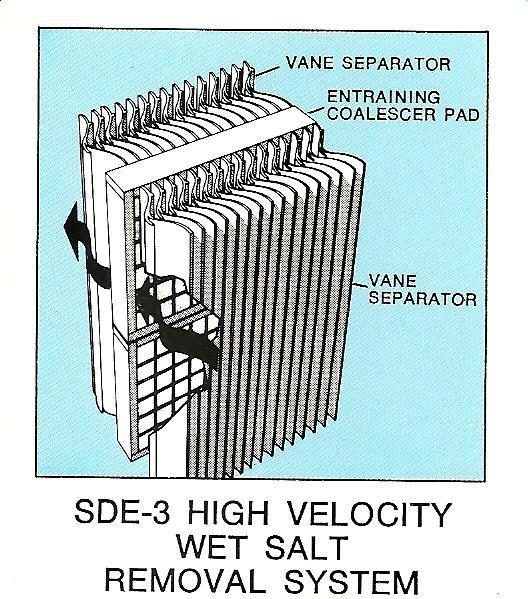 VANE SEPARATOR
ENTRAINING
COALESCER PAD
VANE
SEPARATOR
SDE-3 HIGH VELOCITY
WET SALT
REMOVAL SYSTEM